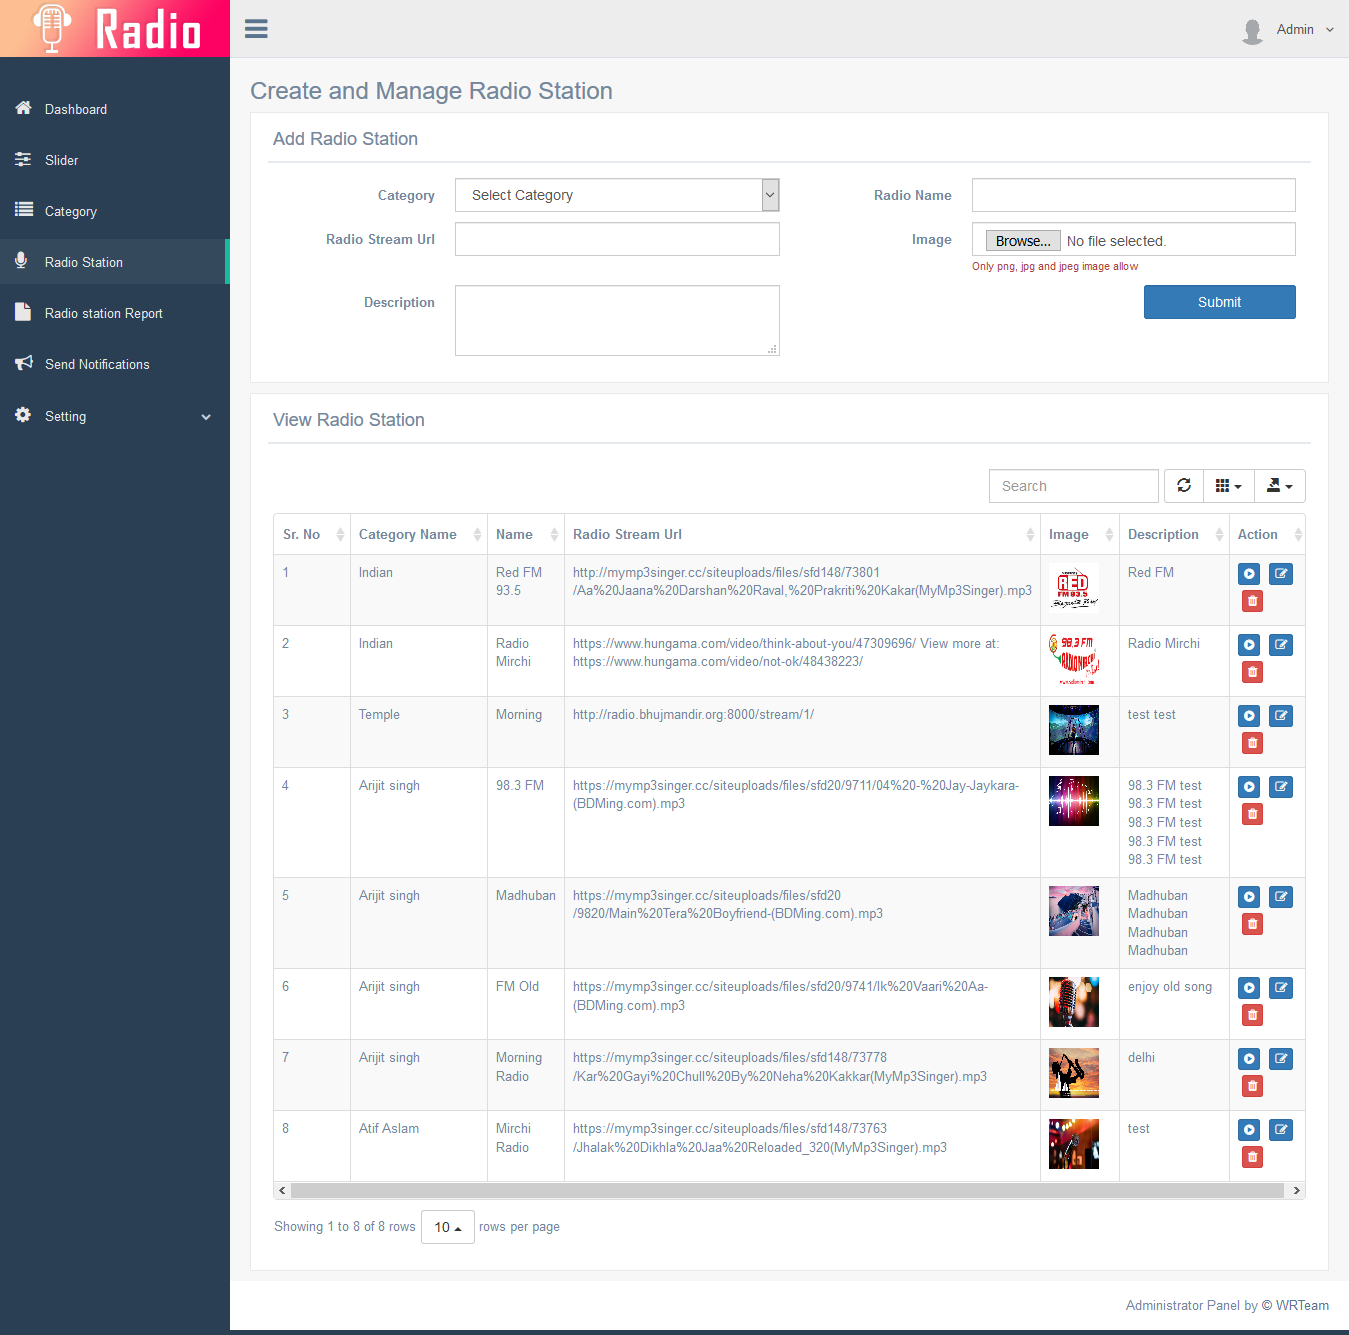 Radio
Admin
Dashboard
Slider
Category
Radio Station
Radio station Report
Send Notifications
Setting
Create and Manage Radio Station
Add Radio Station
Category
Select Category
Radio Name
Radio Stream Url
Image
Browse... No file selected.
Only png, jpg and jpeg image allow
Description
Submit
View Radio Station
Search
Sr. No Category Name Name Radio Stream Url Image Description Action
1 Indian Red FM 93.5 http://mymp3singer.cc/siteuploads/files/sfd148/73801 RED FM 93.5 Red FM
/Aa%20Jaana%20Darshan%20Raval,%20Prakriti%20Kakar(MyMp3Singer).mp3
2 Indian Radio Mirchi https://www.hungama.com/video/think-about-you/47309696/ View more at: 98.3 FM Radio Mirchi
https://www.hungama.com/video/not-ok/48438223/
3 Temple Morning http://radio.bhujmandir.org:8000/stream/1/ test test
4 Arijit singh 98.3 FM https://mymp3singer.cc/siteuploads/files/sfd20/9711/04%20-%20Jay-Jaykara- 98.3 FM test
(BDMing.com).mp3 98.3 FM test
98.3 FM test
98.3 FM test
98.3 FM test
5 Arijit singh Madhuban https://mymp3singer.cc/siteuploads/files/sfd20 Madhuban
/9820/Main%20Tera%20Boyfriend-(BDMing.com).mp3 Madhuban
Madhuban
Madhuban
6 Arijit singh FM Old https://mymp3singer.cc/siteuploads/files/sfd20/9741/Ik%20Vaari%20Aa- enjoy old song
(BDMing.com).mp3
7 Arijit singh Morning Radio https://mymp3singer.cc/siteuploads/files/sfd148/73778 delhi
/Kar%20Gayi%20Chull%20By%20Neha%20Kakkar(MyMp3Singer).mp3
8 Atif Aslam Mirchi Radio https://mymp3singer.cc/siteuploads/files/sfd148/73763 test
/Jhalak%20Dikhla%20Jaa%20Reloaded_320(MyMp3Singer).mp3
Showing 1 to 8 of 8 rows 10 rows per page
Administrator Panel by © WRTeam